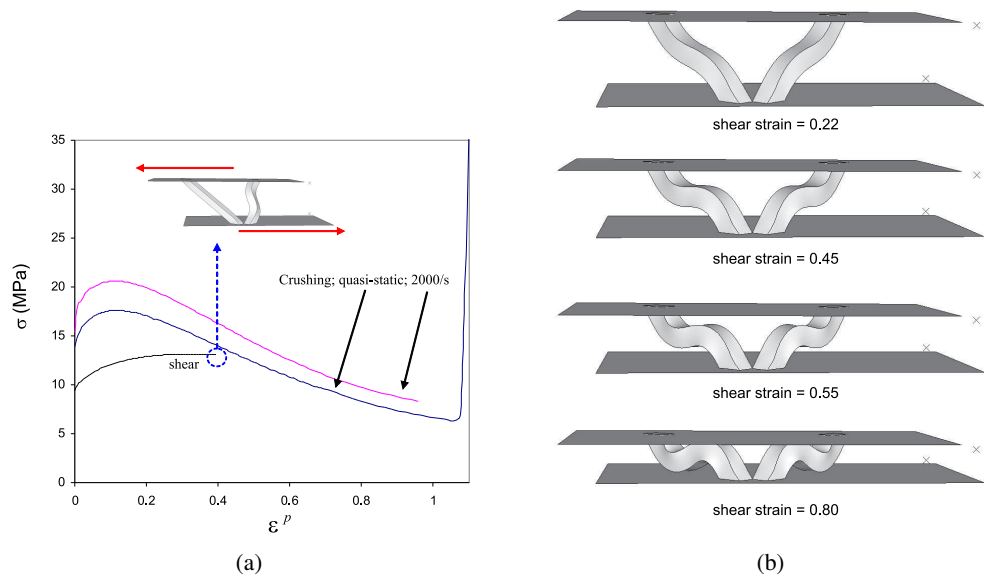 35
30
25
20
15
10
5
0
σ (MPa)
Crushing; quasi-static; 2000/s
shear
0 0.2 0.4 0.6 0.8 1
ε p
(a)
shear strain = 0.22
shear strain = 0.45
shear strain = 0.55
shear strain = 0.80
(b)